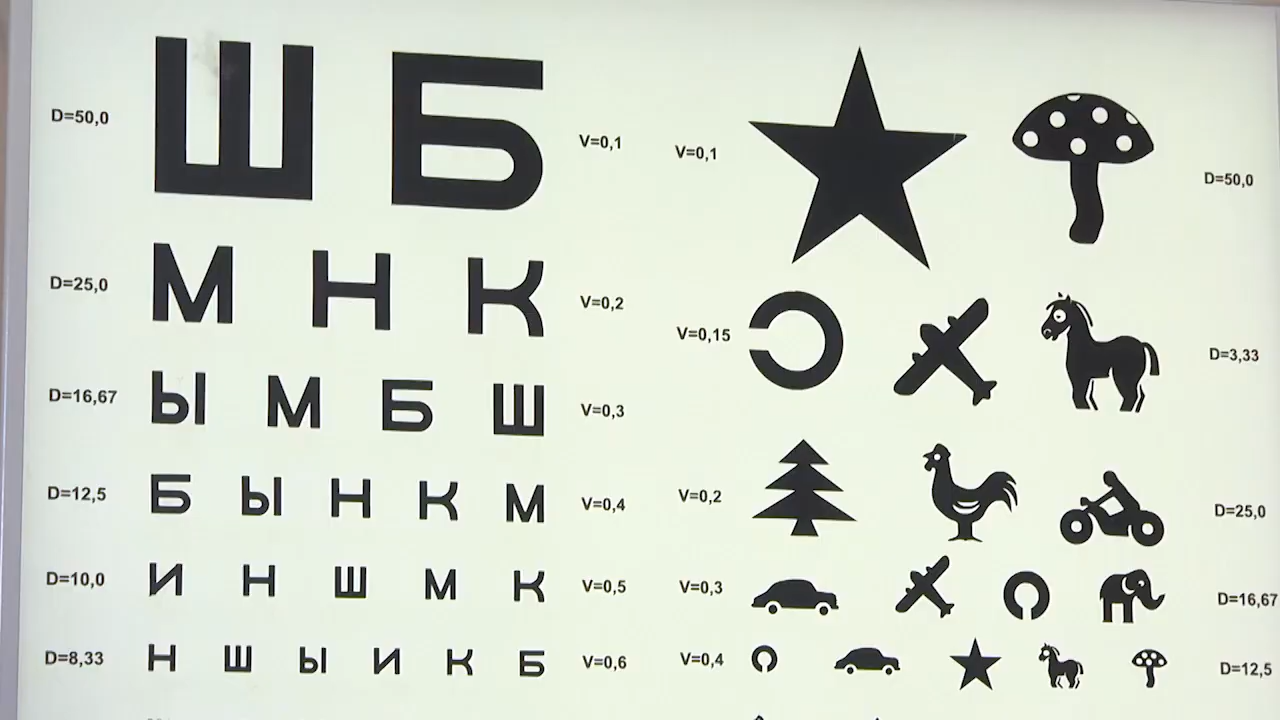 D=50,0 Ш Б V=0,1
D=25,0 М Н К V=0,2
D=16,67 Ы М Б Ш V=0,3
D=12,5 Б Ы Н К М V=0,4
D=10,0 И Н Ш М К V=0,5
D=8,33 Н Ш Ы И К Б V=0,6
V=0,1 D=50,0
V=0,15 D=3,33
V=0,2 D=25,0
V=0,3 D=16,67
V=0,4 D=12,5